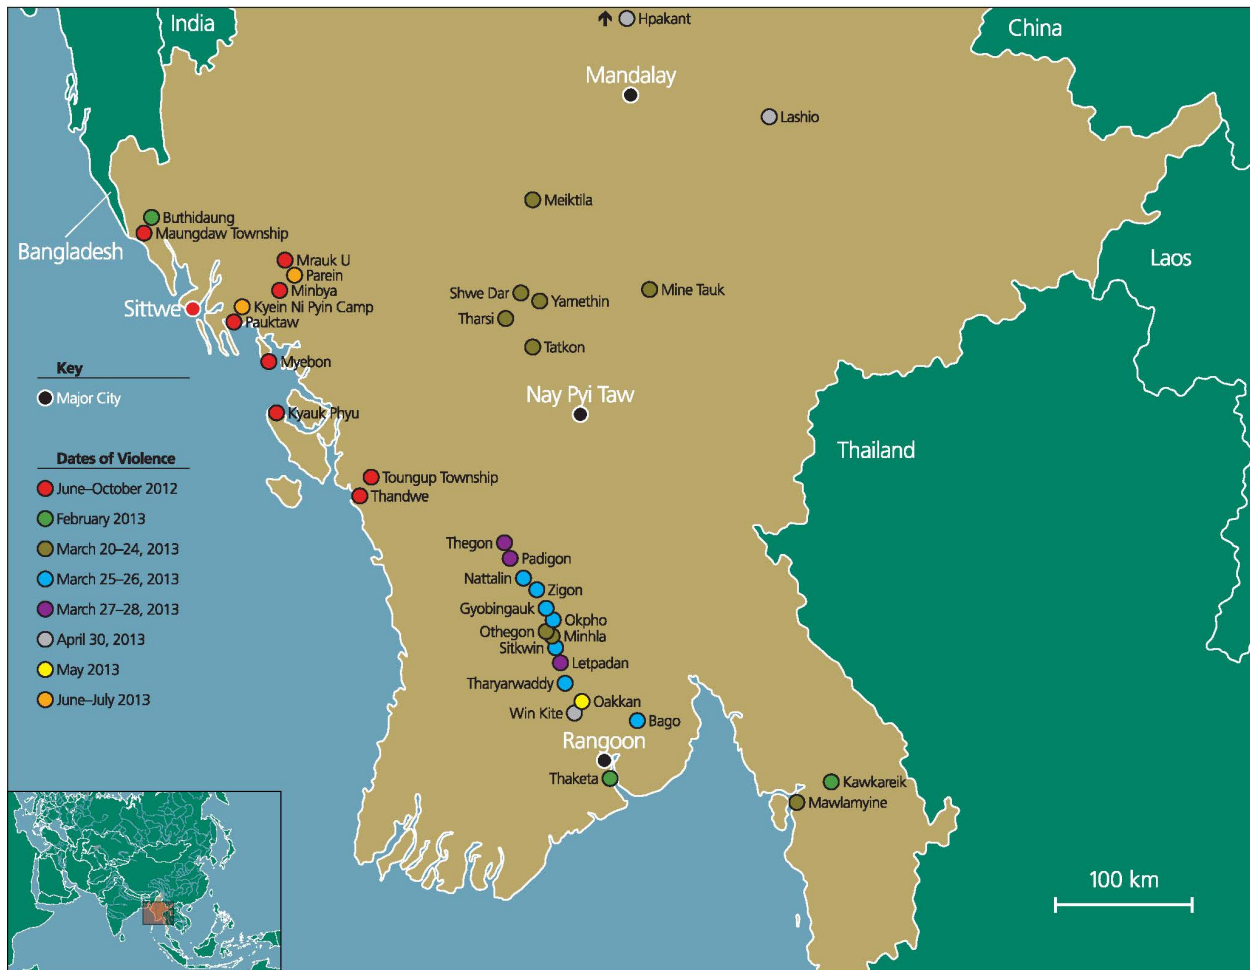 India
Hpakant
China
Mandalay
Lashio
Meiktila
Buthidaung
Maungdaw Township
Bangladesh
Laos
Mrauk U
Parein
Minbya
Shwe Dar
Yamethin
Mine Tauk
Sittwe
Kyein Ni Pyin Camp
Pauktaw
Tharsi
Tatkon
Myebon
Key
Major City
Nay Pyi Taw
Kyauk Phyu
Thailand
Dates of Violence
June–October 2012
February 2013
March 20–24, 2013
March 25–26, 2013
March 27–28, 2013
April 30, 2013
May 2013
June–July 2013
Toungup Township
Thandwe
Thegon
Padigon
Nattalin
Zigon
Gyobingauk
Okpho
Othegon
Minhla
Sitkwin
Letpadan
Tharyarwaddy
Oakkan
Win Kite
Bago
Rangoon
Thaketa
Kawkareik
Mawlamyine
100 km